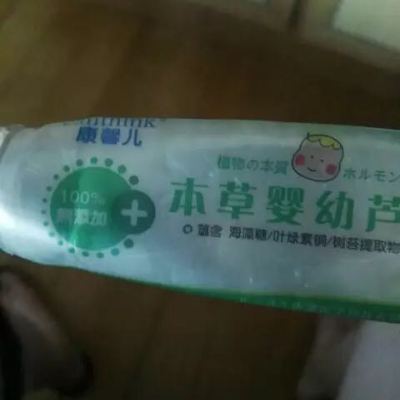 康馨儿
植物の本質 ホルモン
100%
無添加
本草婴幼芦
蕴含 海藻糖/叶绿素铜/树苔提取物